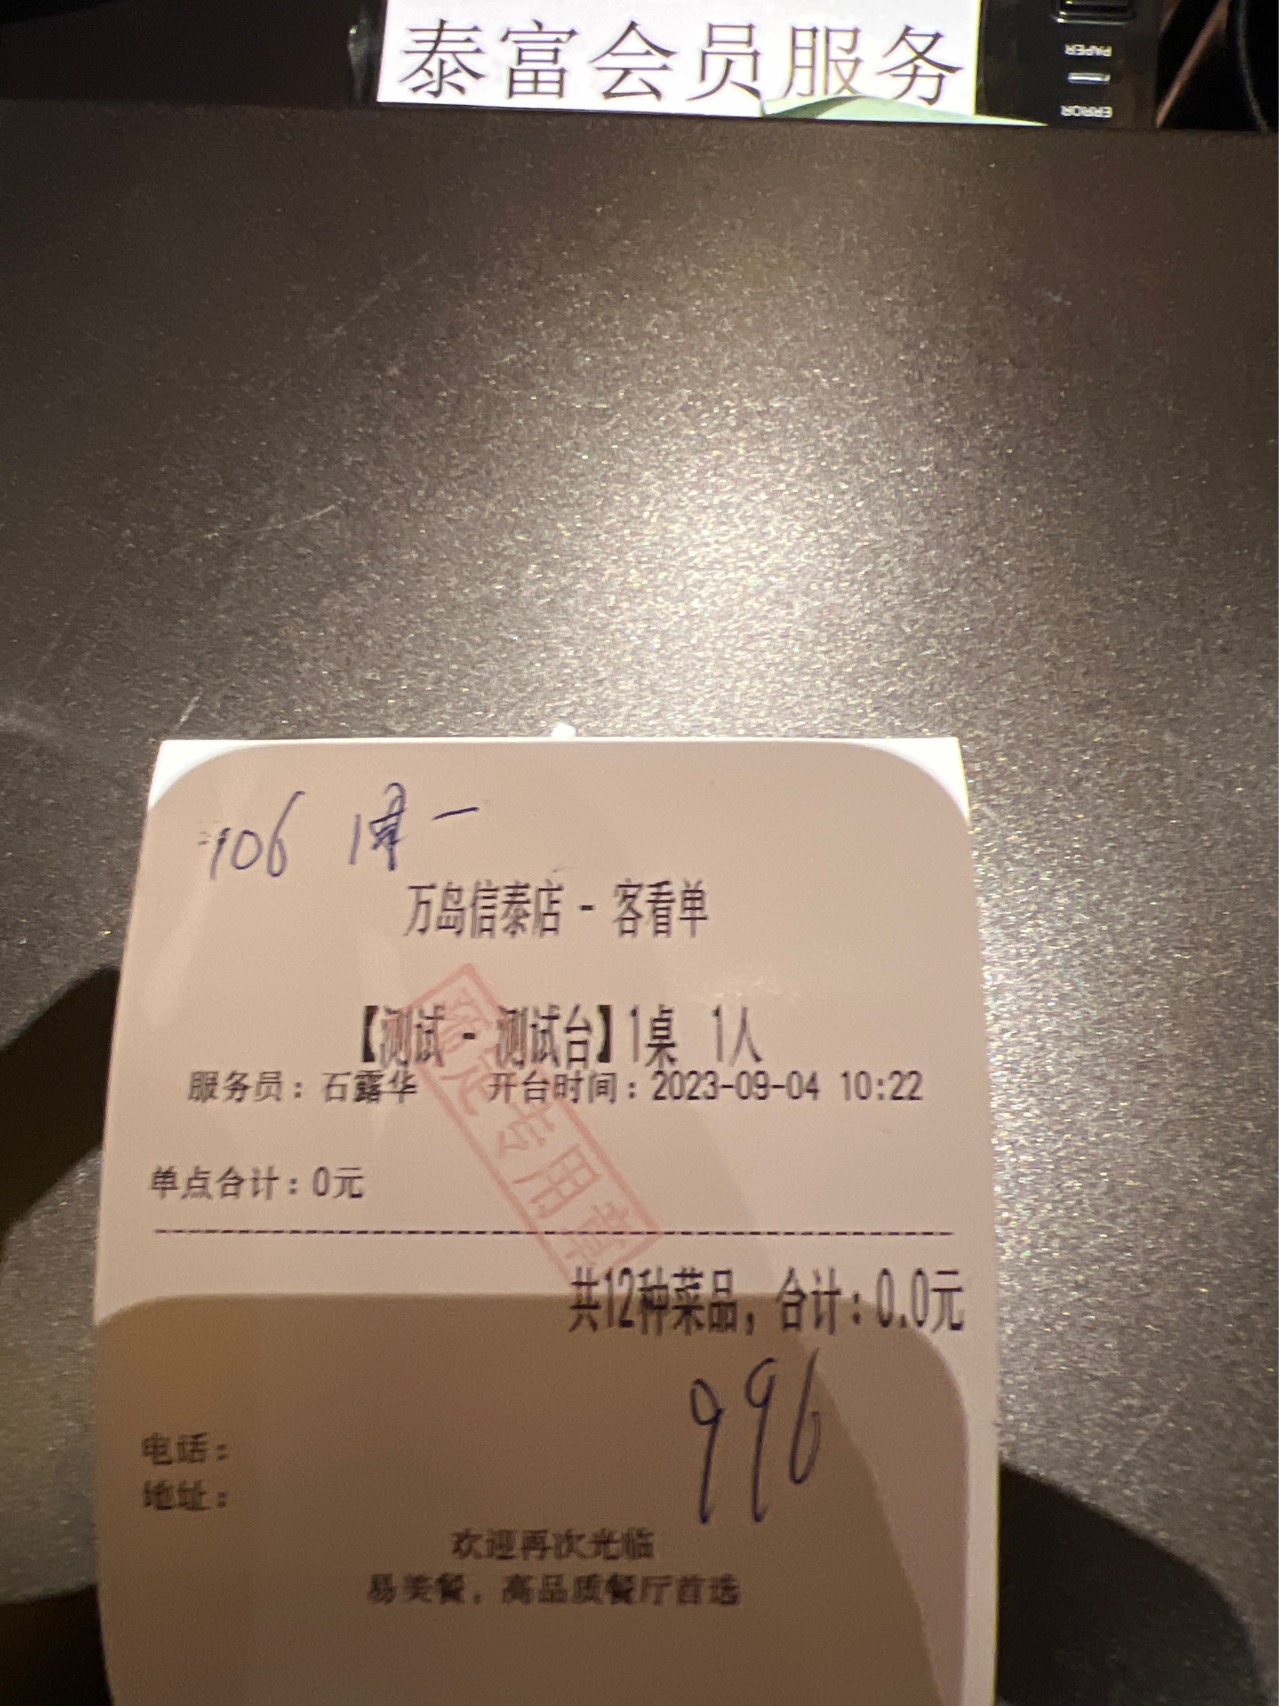 泰富会员服务
PAPER
ERROR
106 津一
万岛信泰店 - 客看单
【测试 - 测试台】1桌 1人
服务员：石露华 开台时间：2023-09-04 10:22
专用章
单点合计：0元
共12种菜品，合计：0.0元
996
电话：
地址：
欢迎再次光临
易美餐，高品质餐厅首选